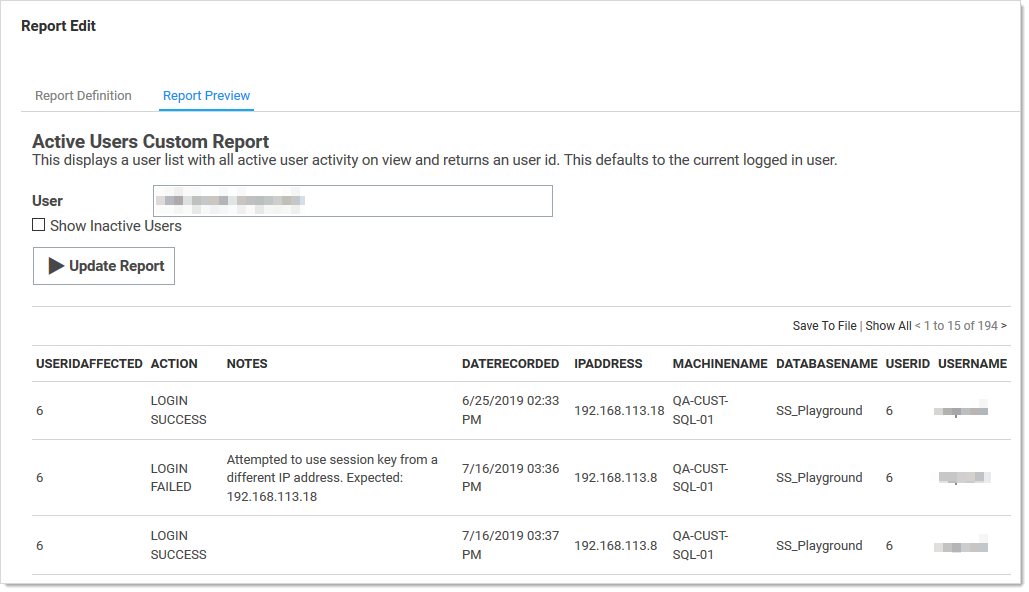 Report Edit
Report Definition Report Preview
Active Users Custom Report
This displays a user list with all active user activity on view and returns an user id. This defaults to the current logged in user.
User
Show Inactive Users
Update Report
Save To File | Show All < 1 to 15 of 194 >
USERIDAFFECTED ACTION NOTES DATERECORDED IPADDRESS MACHINENAME DATABASENAME USERID USERNAME
6 LOGIN SUCCESS 6/25/2019 02:33 PM 192.168.113.18 QA-CUST-SQL-01 SS_Playground 6
6 LOGIN FAILED Attempted to use session key from a different IP address. Expected: 192.168.113.18 7/16/2019 03:36 PM 192.168.113.8 QA-CUST-SQL-01 SS_Playground 6
6 LOGIN SUCCESS 7/16/2019 03:37 PM 192.168.113.8 QA-CUST-SQL-01 SS_Playground 6